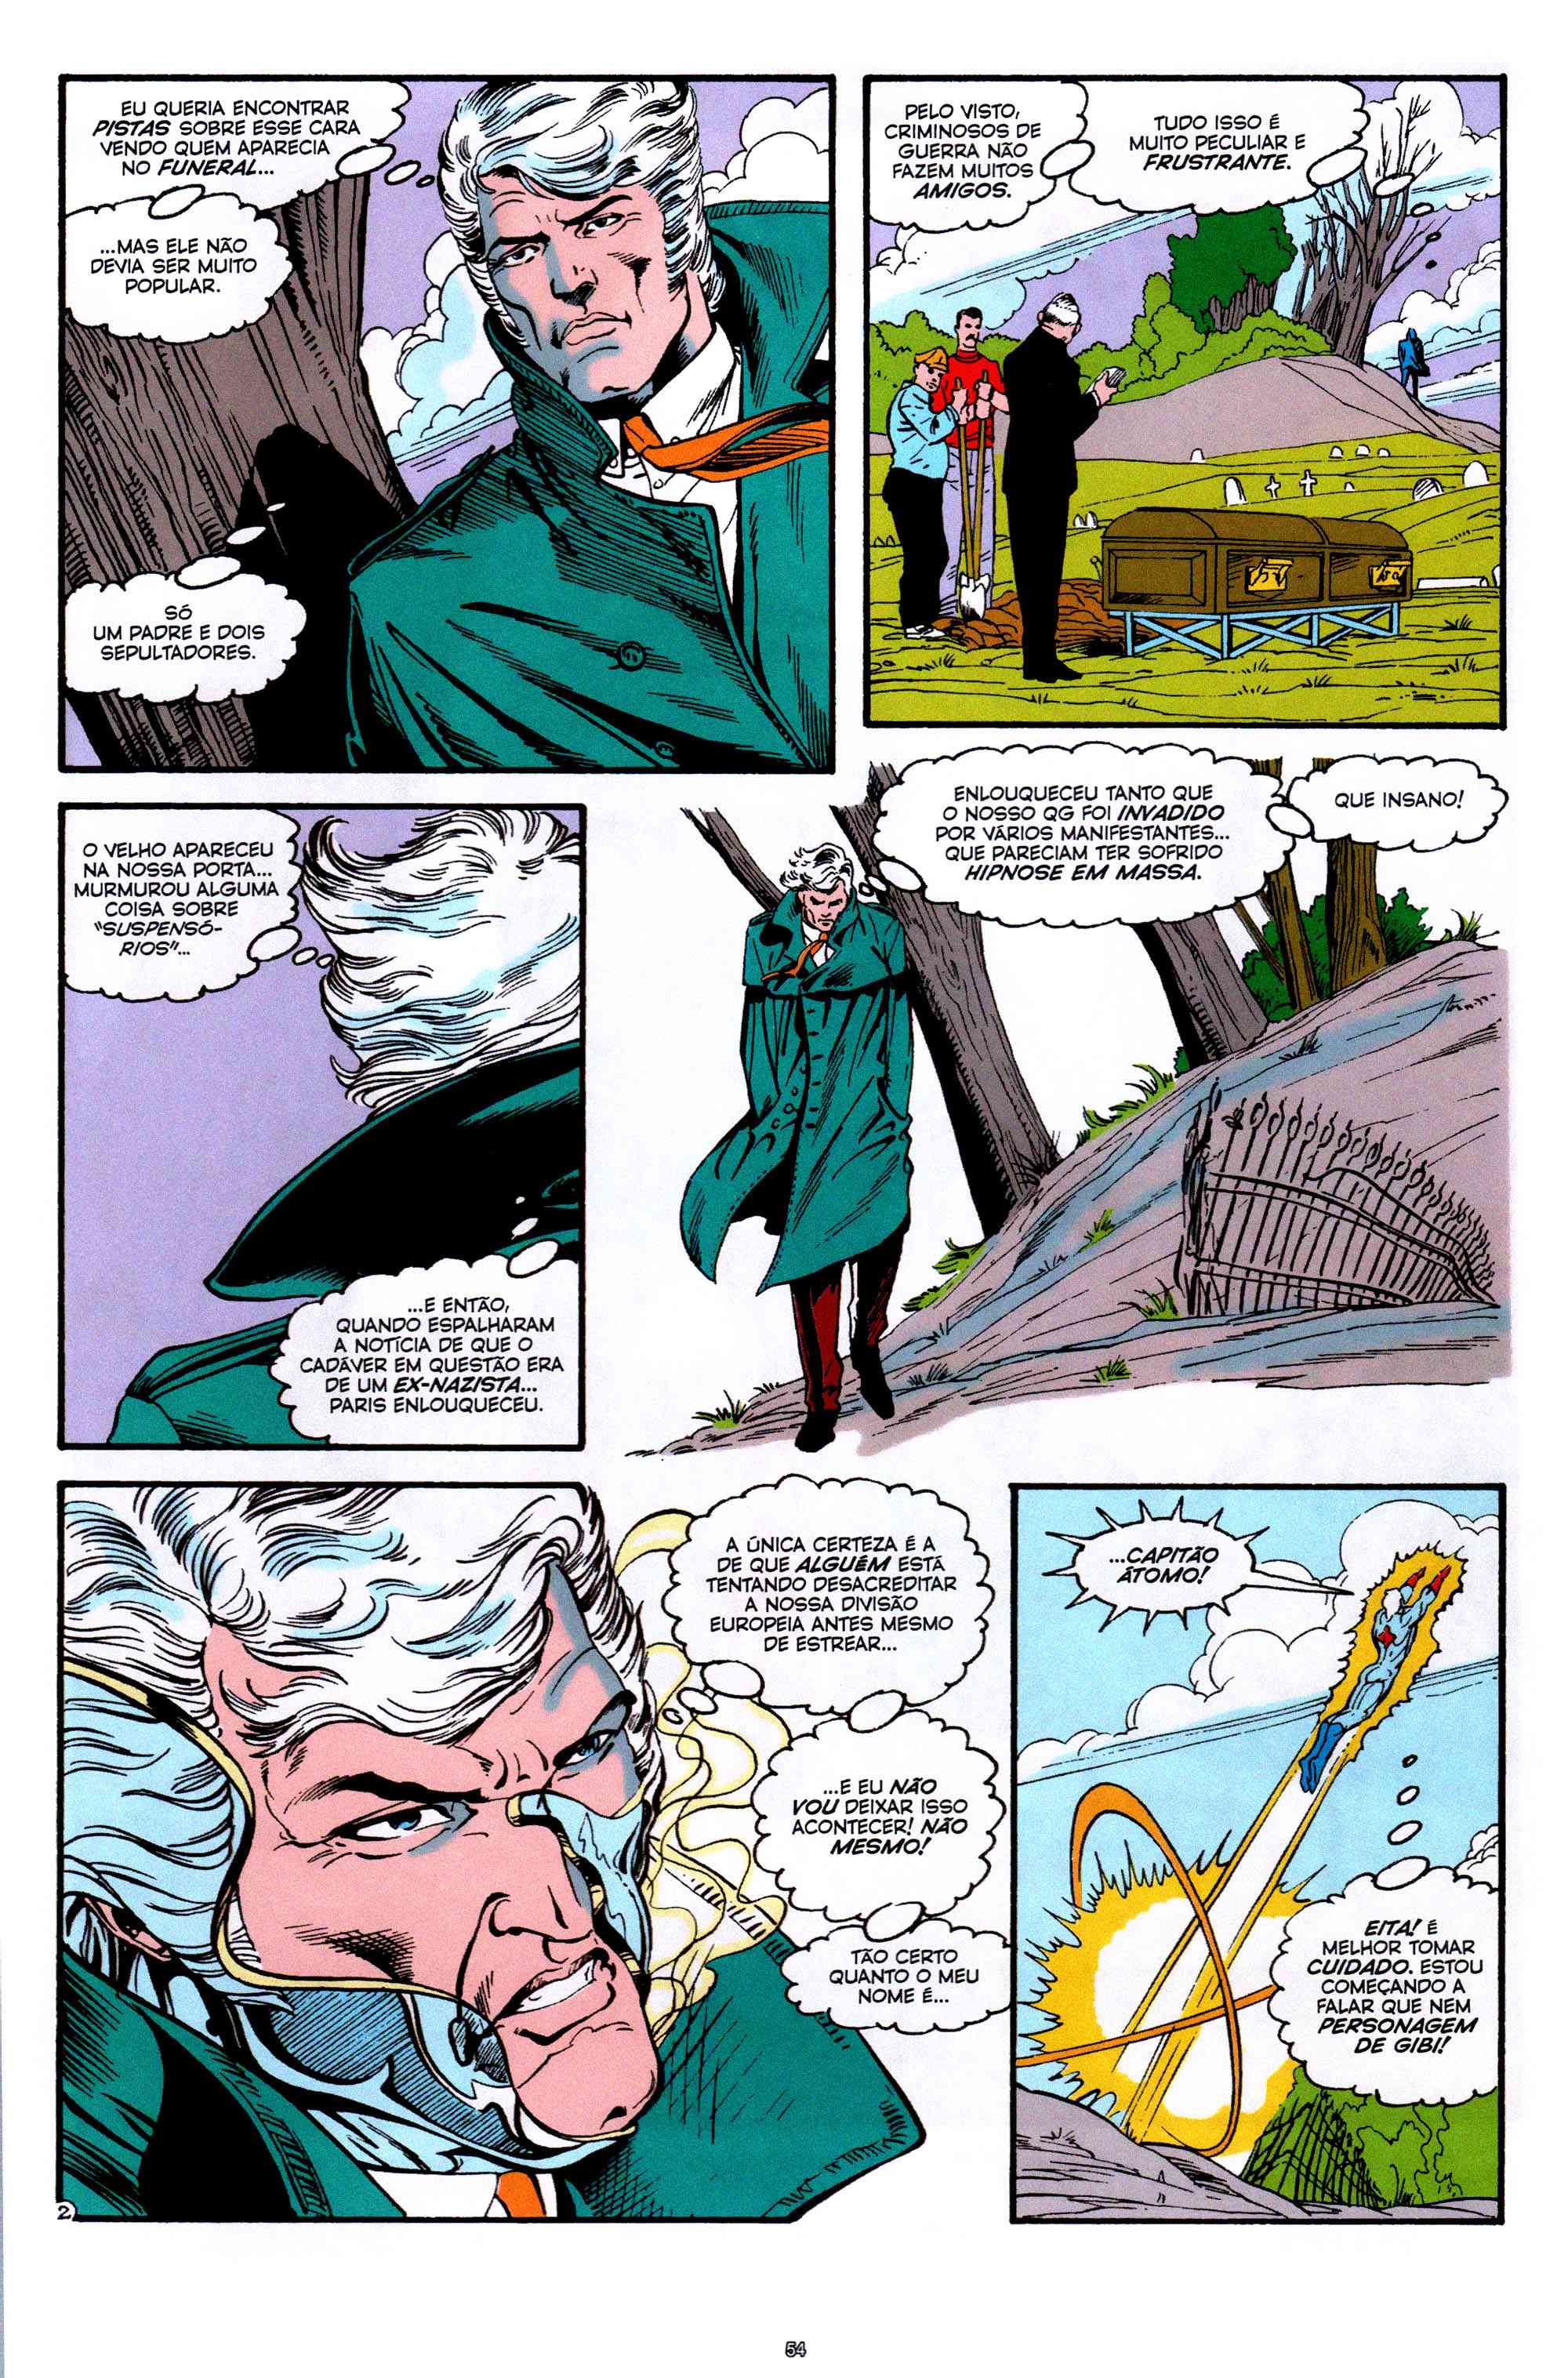 EU QUERIA ENCONTRAR
PISTAS SOBRE ESSE CARA
VENDO QUEM APARECIA
NO FUNERAL...
...MAS ELE NÃO
DEVIA SER MUITO
POPULAR.
SÓ
UM PADRE E DOIS
SEPULTADORES.
PELO VISTO,
CRIMINOSOS DE
GUERRA NÃO
FAZEM MUITOS
AMIGOS.
TUDO ISSO É
MUITO PECULIAR E
FRUSTRANTE.
O VELHO APARECEU
NA NOSSA PORTA...
MURMUROU ALGUMA
COISA SOBRE
"SUSPENSÓ-
RIOS"...
...E ENTÃO,
QUANDO ESPALHARAM
A NOTÍCIA DE QUE O
CADÁVER EM QUESTÃO ERA
DE UM EX-NAZISTA...
PARIS ENLOUQUECEU.
ENLOUQUECEU TANTO QUE
O NOSSO QG FOI INVADIDO
POR VÁRIOS MANIFESTANTES...
QUE PARECIAM TER SOFRIDO
HIPNOSE EM MASSA.
QUE INSANO!
A ÚNICA CERTEZA É A
DE QUE ALGUÉM ESTÁ
TENTANDO DESACREDITAR
A NOSSA DIVISÃO
EUROPEIA ANTES MESMO
DE ESTREAR...
...E EU NÃO
VOU DEIXAR ISSO
ACONTECER! NÃO
MESMO!
TÃO CERTO
QUANTO O MEU
NOME É...
...CAPITÃO
ÁTOMO!
EITA! É
MELHOR TOMAR
CUIDADO. ESTOU
COMEÇANDO A
FALAR QUE NEM
PERSONAGEM
DE GIBI!
2
54